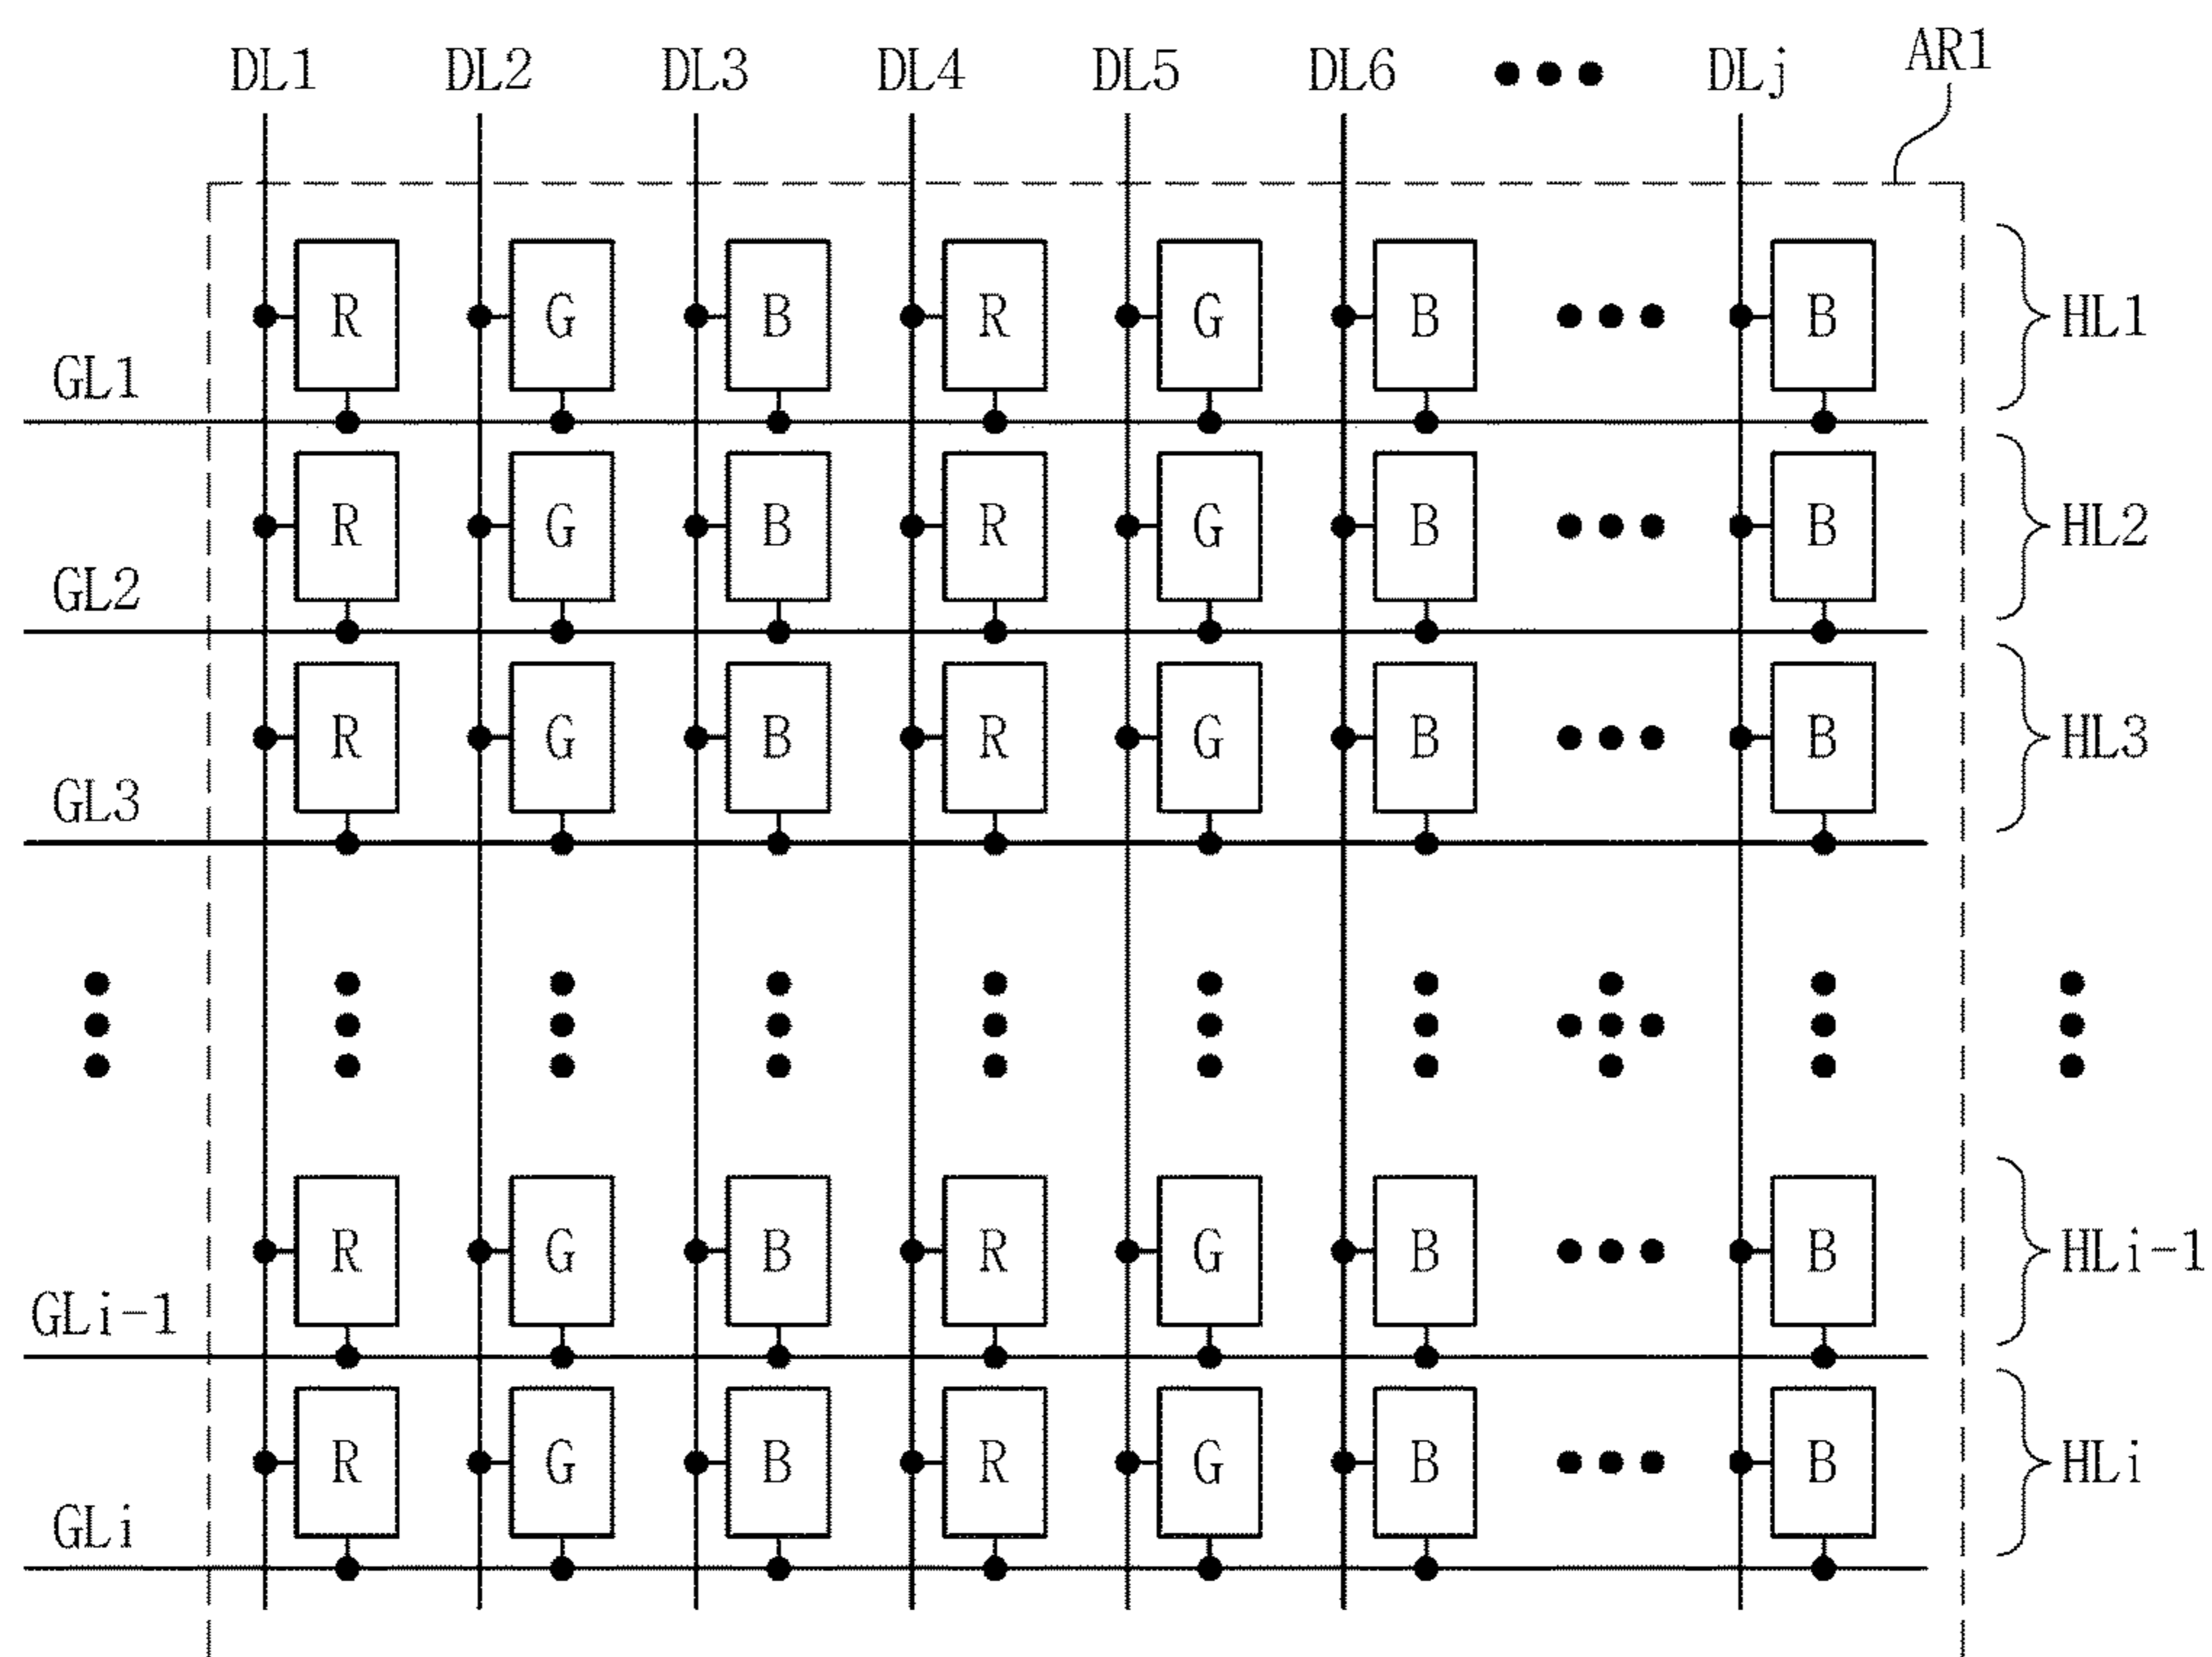 DL1 DL2 DL3 DL4 DL5 DL6 DLj AR1
R G B R G B B HL1
GL1
R G B R G B B HL2
GL2
R G B R G B B HL3
GL3
R G B R G B B HLi-1
GLi-1
R G B R G B B HLi
GLi